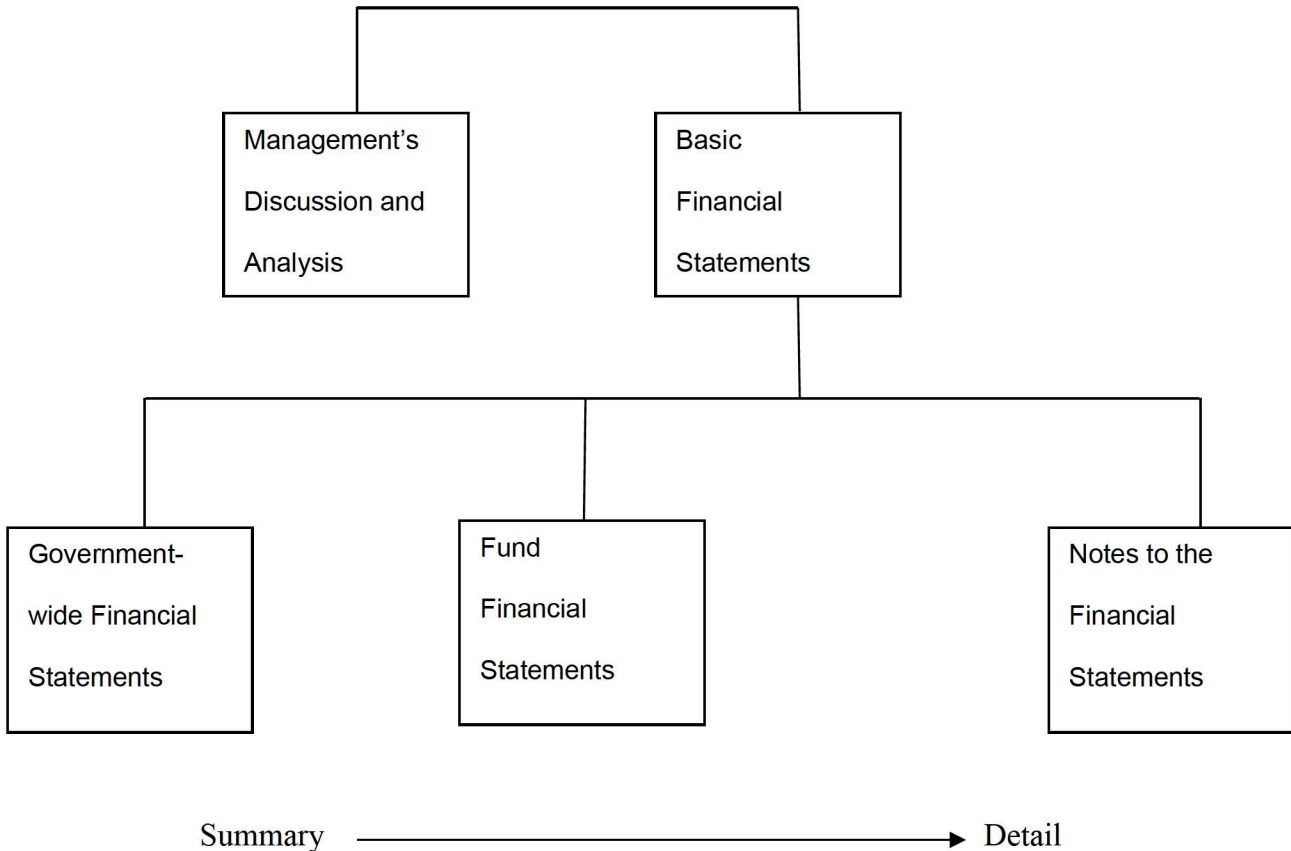 Management’s
Discussion and
Analysis
Basic
Financial
Statements
Government-
wide Financial
Statements
Fund
Financial
Statements
Notes to the
Financial
Statements
Summary
Detail